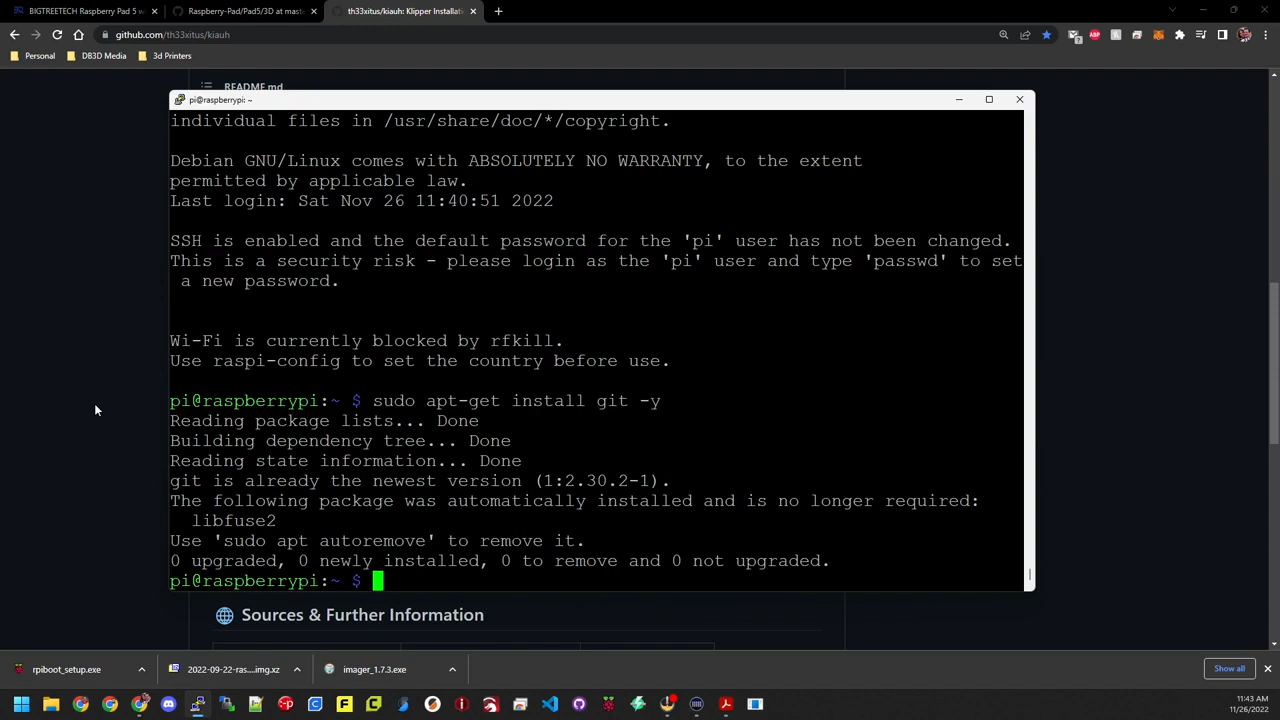 BIGTREETECH Raspberry Pad 5 w
Raspberry-Pad/Pad5/3D at maste
th33xitus/kiauh: Klipper Installat
github.com/th33xitus/kiauh
Personal
DB3D Media
3d Printers
README.md
pi@raspberrypi: ~
individual files in /usr/share/doc/*/copyright.
Debian GNU/Linux comes with ABSOLUTELY NO WARRANTY, to the extent
permitted by applicable law.
Last login: Sat Nov 26 11:40:51 2022
SSH is enabled and the default password for the 'pi' user has not been changed.
This is a security risk - please login as the 'pi' user and type 'passwd' to set
a new password.
Wi-Fi is currently blocked by rfkill.
Use raspi-config to set the country before use.
pi@raspberrypi:~ $ sudo apt-get install git -y
Reading package lists... Done
Building dependency tree... Done
Reading state information... Done
git is already the newest version (1:2.30.2-1).
The following package was automatically installed and is no longer required:
libfuse2
Use 'sudo apt autoremove' to remove it.
0 upgraded, 0 newly installed, 0 to remove and 0 not upgraded.
pi@raspberrypi:~ $
Sources & Further Information
rpiboot_setup.exe
2022-09-22-ras....img.xz
imager_1.7.3.exe
Show all
11:43 AM
11/26/2022